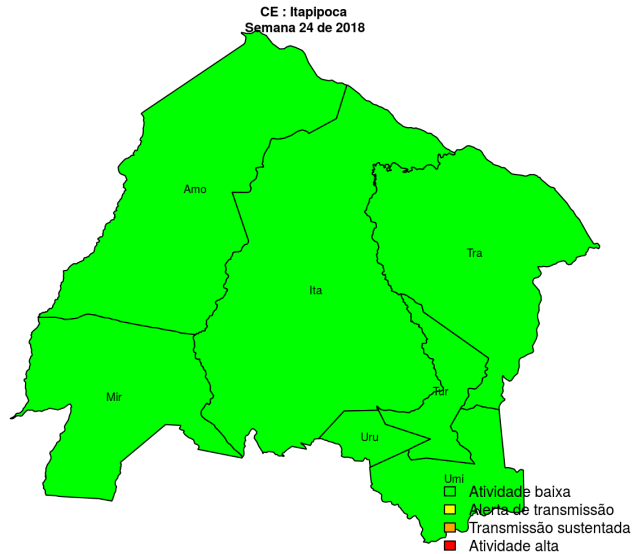 CE : Itapipoca
Semana 24 de 2018
Amo
Tra
Ita
Tur
Mir
Uru
Umi
Atividade baixa
Alerta de transmissão
Transmissão sustentada
Atividade alta